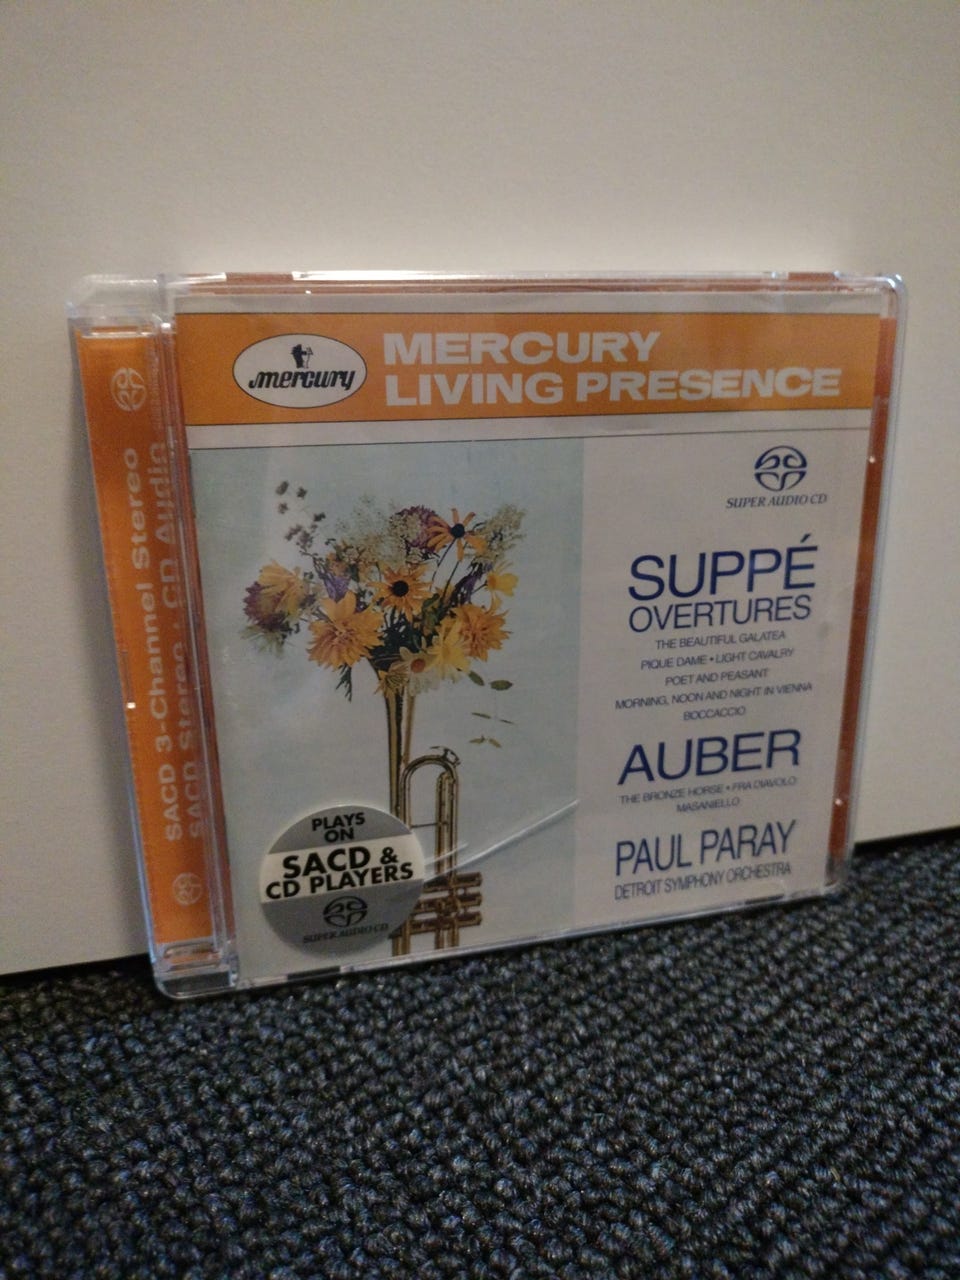 mercury
MERCURY
LIVING PRESENCE
SUPER AUDIO CD
SUPPÉ
OVERTURES
THE BEAUTIFUL GALATEA
PIQUE DAME • LIGHT CAVALRY
POET AND PEASANT
MORNING, NOON AND NIGHT IN VIENNA
BOCCACCIO
AUBER
THE BRONZE HORSE • FRA DIAVOLO
MASANIELLO
PAUL PARAY
DETROIT SYMPHONY ORCHESTRA
PLAYS
ON
SACD &
CD PLAYERS
SUPER AUDIO CD
SACD 3-Channel Stereo
SACD Stereo • CD Audio